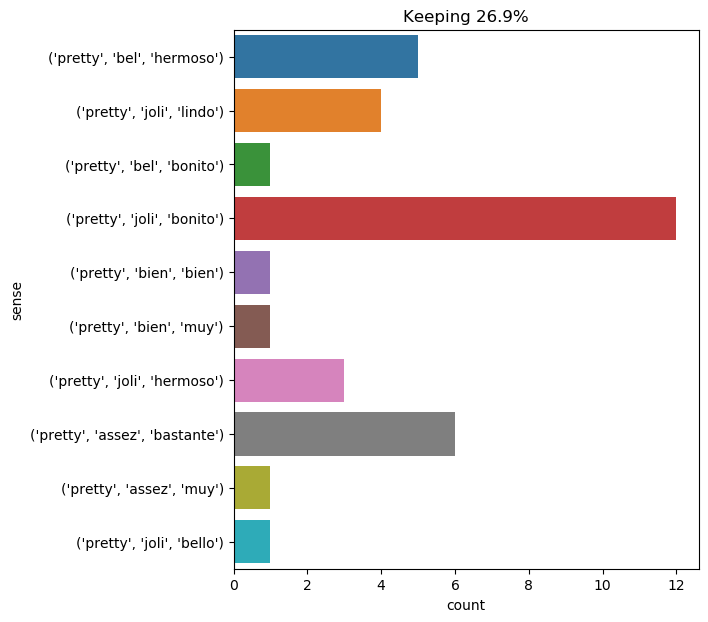 Keeping 26.9%
('pretty', 'bel', 'hermoso')
('pretty', 'joli', 'lindo')
('pretty', 'bel', 'bonito')
('pretty', 'joli', 'bonito')
('pretty', 'bien', 'bien')
('pretty', 'bien', 'muy')
('pretty', 'joli', 'hermoso')
('pretty', 'assez', 'bastante')
('pretty', 'assez', 'muy')
('pretty', 'joli', 'bello')
sense
0 2 4 6 8 10 12
count